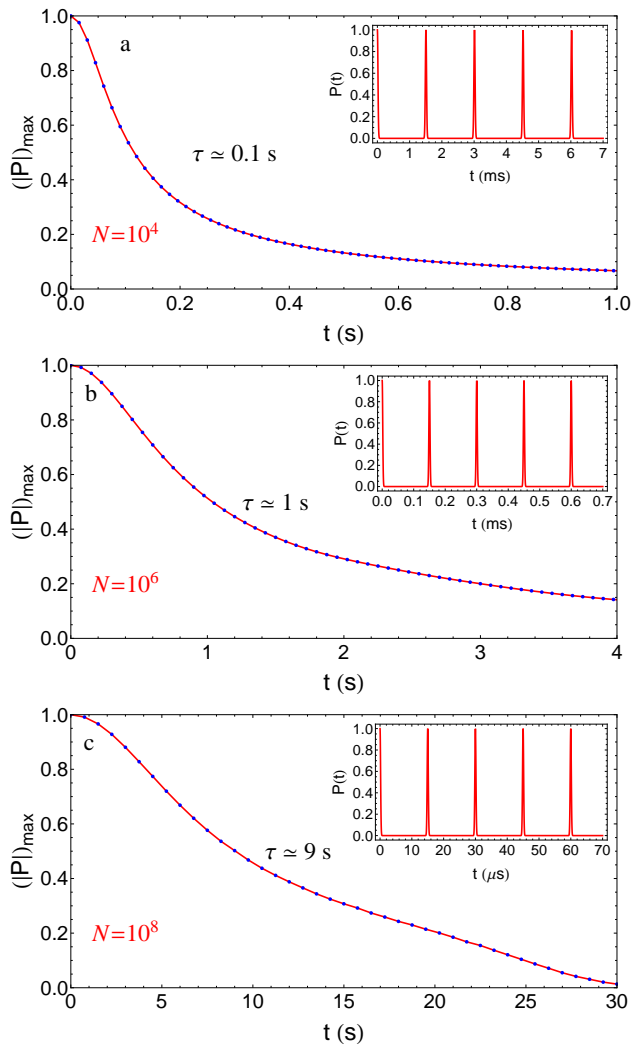 a
1.0
0.8
0.6
0.4
0.2
0.0
(|P|)max
0.0 0.2 0.4 0.6 0.8 1.0
t (s)
τ ≃ 0.1 s
N=10⁴
1.0
0.8
0.6
0.4
0.2
0.0
P(t)
0 1 2 3 4 5 6 7
t (ms)
b
1.0
0.8
0.6
0.4
0.2
0.0
(|P|)max
0 1 2 3 4
t (s)
τ ≃ 1 s
N=10⁶
1.0
0.8
0.6
0.4
0.2
0.0
P(t)
0.0 0.1 0.2 0.3 0.4 0.5 0.6 0.7
t (ms)
c
1.0
0.8
0.6
0.4
0.2
0.0
(|P|)max
0 5 10 15 20 25 30
t (s)
τ ≃ 9 s
N=10⁸
1.0
0.8
0.6
0.4
0.2
0.0
P(t)
0 10 20 30 40 50 60 70
t (μs)